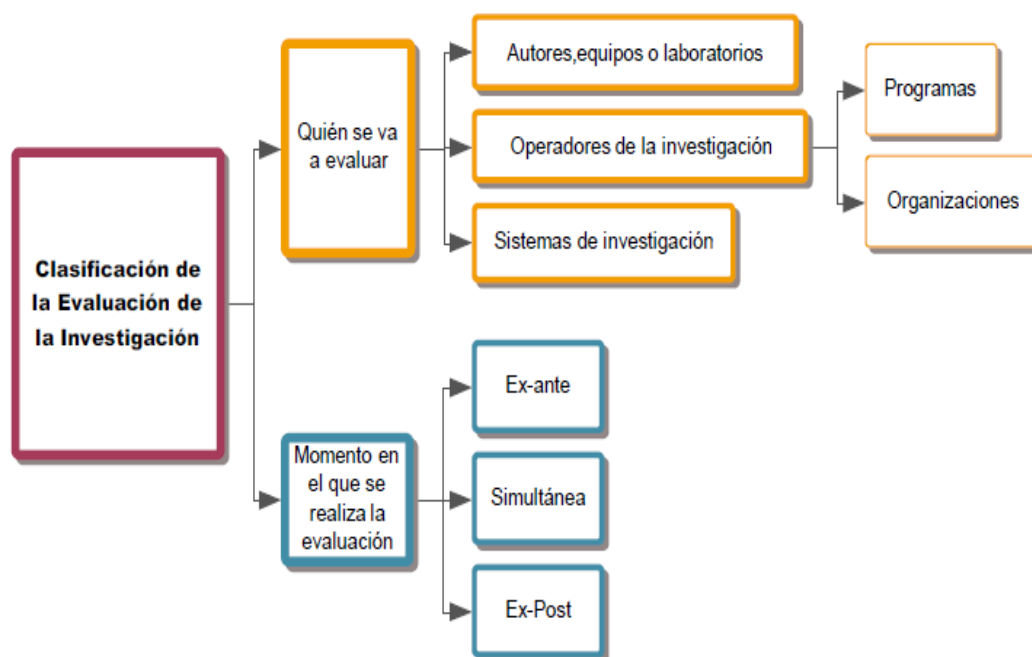 Clasificación de
la Evaluación de
la Investigación
Quién se va
a evaluar
Autores,equipos o laboratorios
Operadores de la investigación
Programas
Organizaciones
Sistemas de investigación
Momento en
el que se
realiza la
evaluación
Ex-ante
Simultánea
Ex-Post